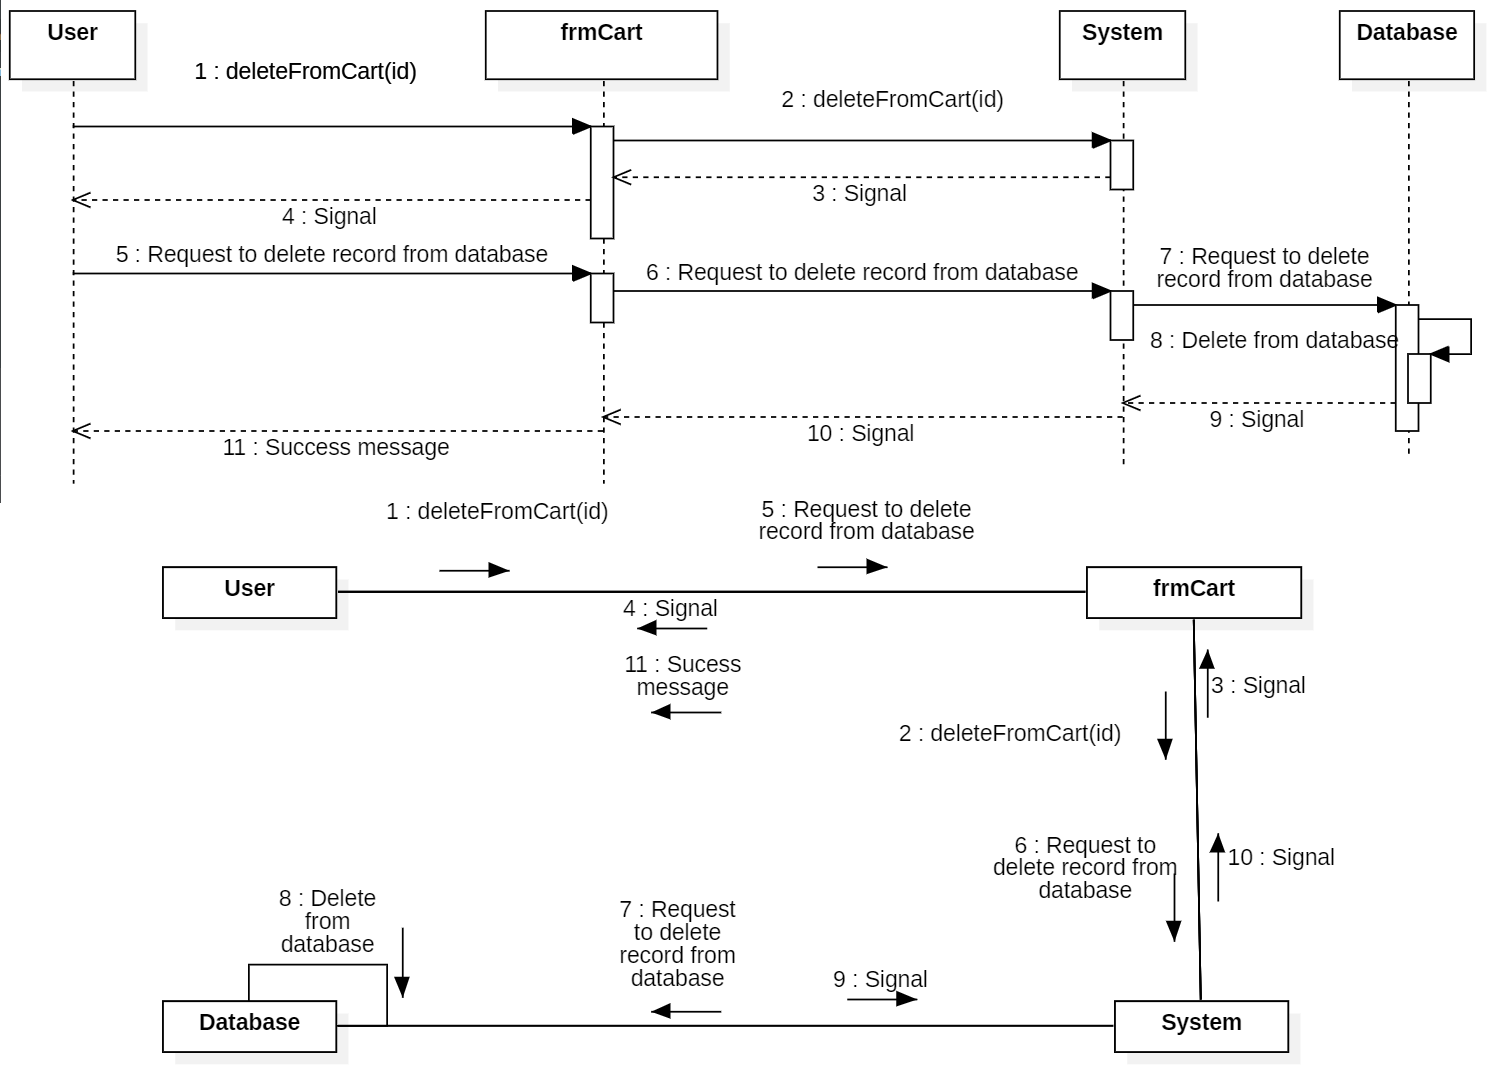 User
frmCart
System
Database
1 : deleteFromCart(id)
2 : deleteFromCart(id)
3 : Signal
4 : Signal
5 : Request to delete record from database
6 : Request to delete record from database
7 : Request to delete
record from database
8 : Delete from database
9 : Signal
10 : Signal
11 : Success message
1 : deleteFromCart(id)
5 : Request to delete
record from database
User
frmCart
4 : Signal
11 : Sucess
message
3 : Signal
2 : deleteFromCart(id)
6 : Request to
delete record from
database
10 : Signal
8 : Delete
from
database
7 : Request
to delete
record from
database
9 : Signal
Database
System